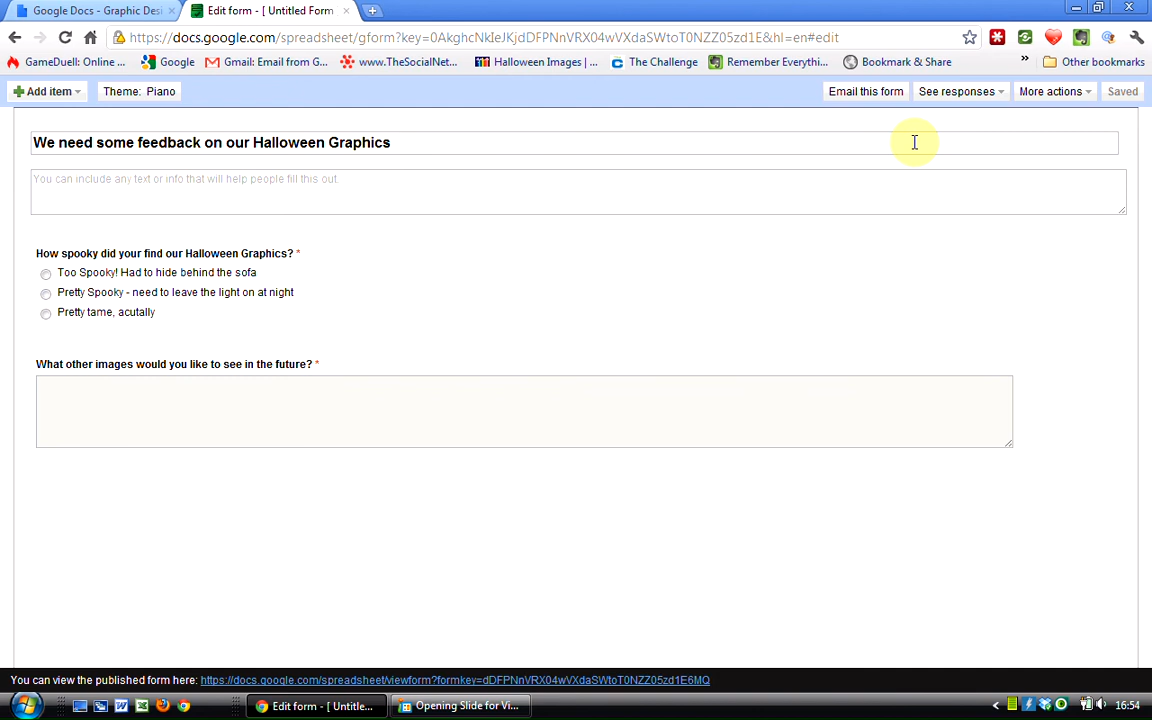 Google Docs - Graphic Desi
Edit form - [ Untitled Form
https://docs.google.com/spreadsheet/gform?key=0AkghcNkIeJKjdDFPNnVRX04wVXdaSWtoT0NZZ05zd1E&hl=en#edit
GameDuell: Online ...
Google
Gmail: Email from G...
www.TheSocialNet...
Halloween Images | ...
The Challenge
Remember Everythi...
Bookmark & Share
»
Other bookmarks
Add item
Theme: Piano
Email this form
See responses
More actions
Saved
We need some feedback on our Halloween Graphics
You can include any text or info that will help people fill this out.
How spooky did your find our Halloween Graphics? *
Too Spooky! Had to hide behind the sofa
Pretty Spooky - need to leave the light on at night
Pretty tame, acutally
What other images would you like to see in the future? *
You can view the published form here: https://docs.google.com/spreadsheet/viewform?formkey=dDFPNnVRX04wVXdaSWtoT0NZZ05zd1E6MQ
Edit form - [ Untitle...
Opening Slide for Vi...
16:54